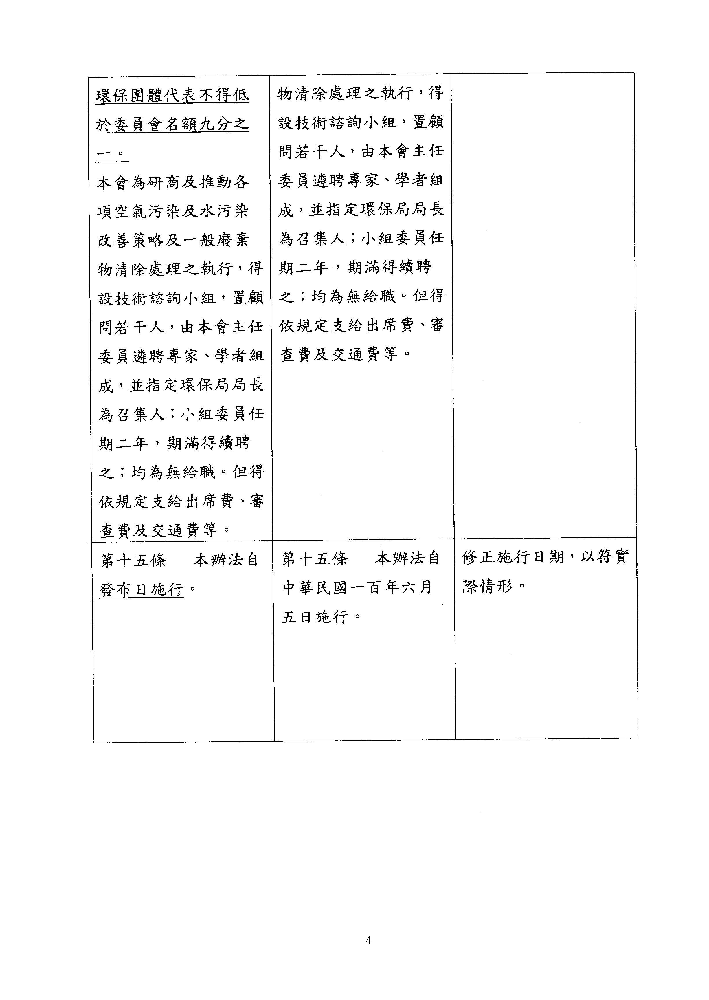 環保團體代表不得低
於委員會名額九分之
一。
本會為研商及推動各
項空氣污染及水污染
改善策略及一般廢棄
物清除處理之執行，得
設技術諮詢小組，置顧
問若干人，由本會主任
委員遴聘專家、學者組
成，並指定環保局局長
為召集人；小組委員任
期二年，期滿得續聘
之；均為無給職。但得
依規定支給出席費、審
查費及交通費等。
物清除處理之執行，得
設技術諮詢小組，置顧
問若干人，由本會主任
委員遴聘專家、學者組
成，並指定環保局局長
為召集人；小組委員任
期二年，期滿得續聘
之；均為無給職。但得
依規定支給出席費、審
查費及交通費等。
第十五條　本辦法自
發布日施行。
第十五條　本辦法自
中華民國一百年六月
五日施行。
修正施行日期，以符實
際情形。
4